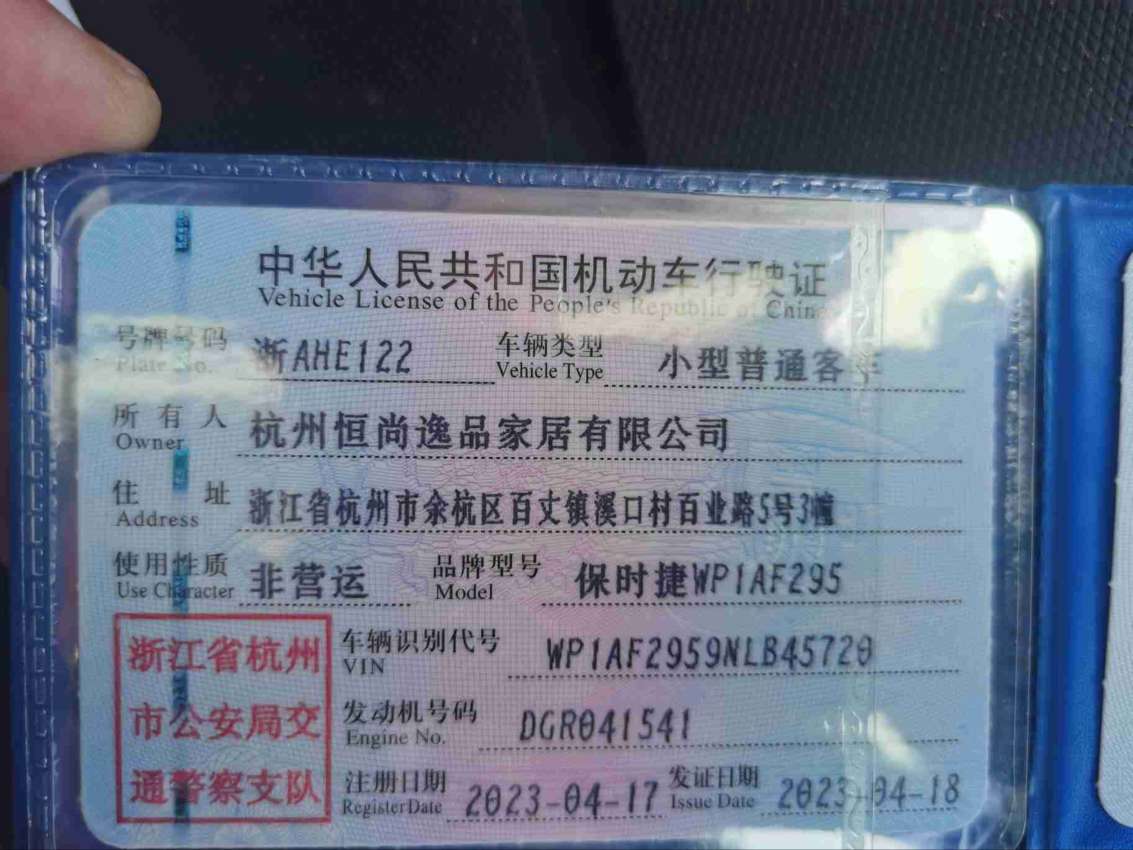 中华人民共和国机动车行驶证
Vehicle License of the People's Republic of China
号牌号码 浙AHE122 车辆类型 小型普通客车
Plate No. Vehicle Type
所有人 杭州恒尚逸品家居有限公司
Owner
住址 浙江省杭州市余杭区百丈镇溪口村百业路5号3幢
Address
使用性质 非营运 品牌型号 保时捷WP1AF295
Use Character Model
浙江省杭州 车辆识别代号 WP1AF2959NLB45720
VIN
市公安局交 发动机号码 DGR041541
Engine No.
通警察支队 注册日期 2023-04-17 发证日期 2023-04-18
Register Date Issue Date